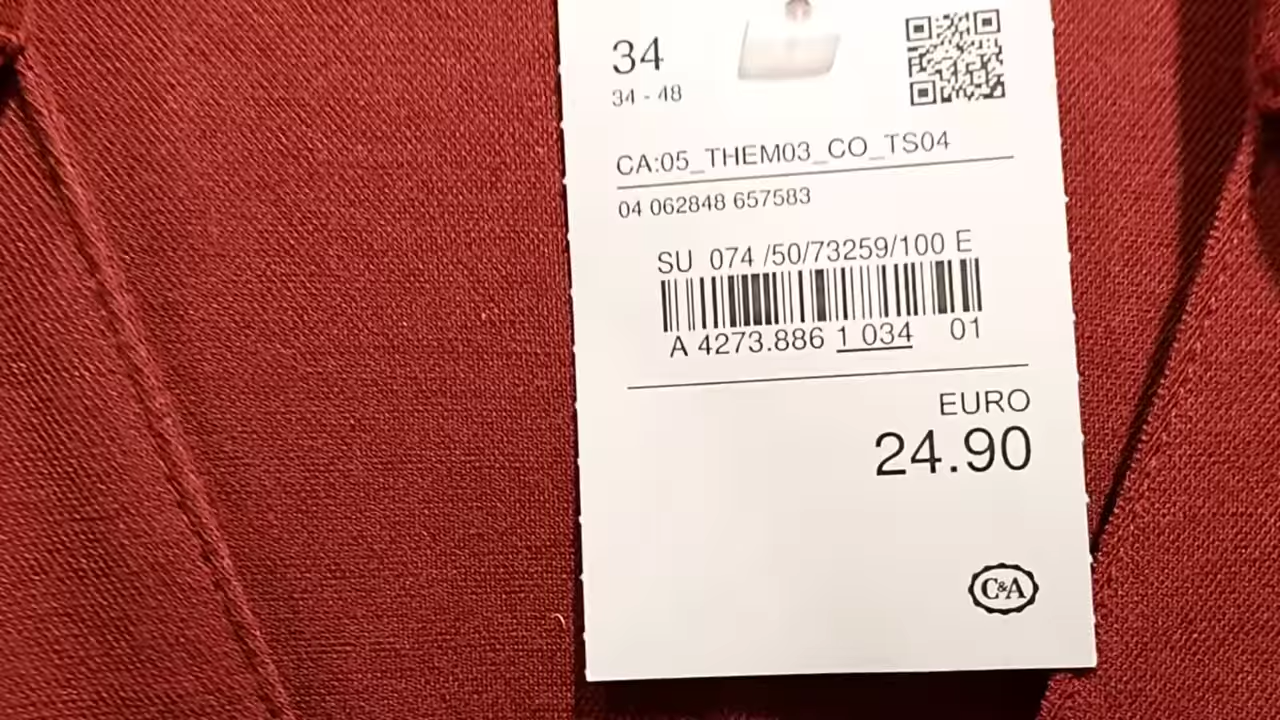 34
34 - 48
CA:05_THEM03_CO_TS04
04 062848 657583
SU 074 /50/73259/100 E
A 4273.886 1 034 01
EURO
24.90
C&A